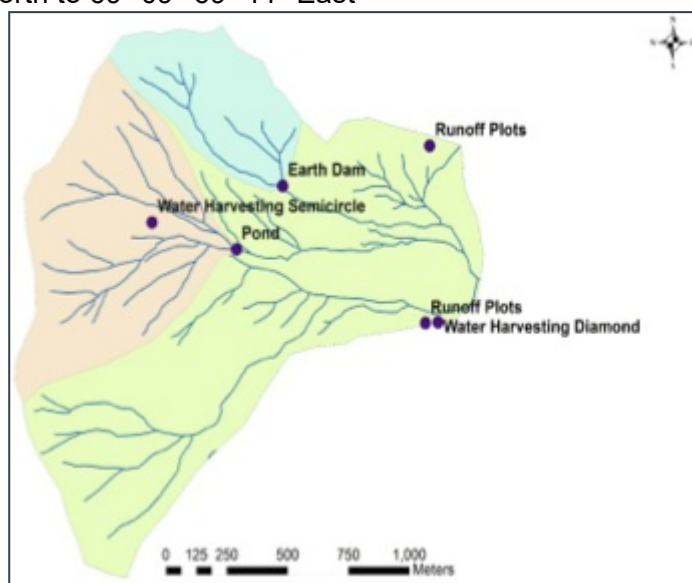 Runoff Plots
Earth Dam
Water Harvesting Semicircle
Pond
Runoff Plots
Water Harvesting Diamond
0 125 250 500 750 1,000
Meters